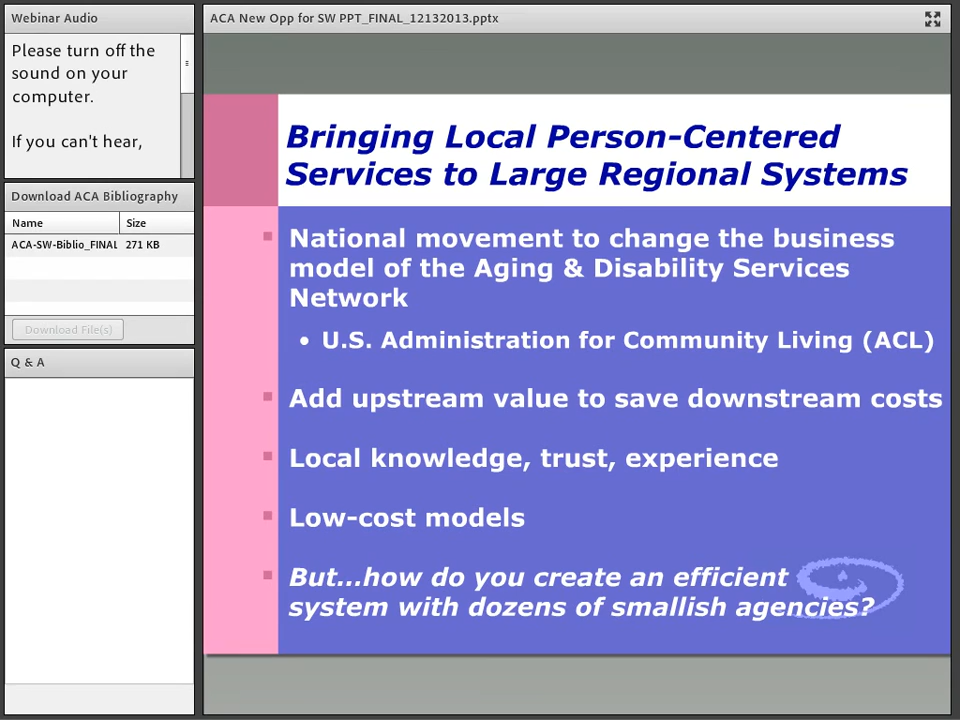 Webinar Audio
Please turn off the
sound on your
computer.
If you can't hear,
Download ACA Bibliography
Name Size
ACA-SW-Biblio_FINAL 271 KB
Download File(s)
Q & A
ACA New Opp for SW PPT_FINAL_12132013.pptx
Bringing Local Person-Centered
Services to Large Regional Systems
National movement to change the business
model of the Aging & Disability Services
Network
• U.S. Administration for Community Living (ACL)
Add upstream value to save downstream costs
Local knowledge, trust, experience
Low-cost models
But...how do you create an efficient
system with dozens of smallish agencies?